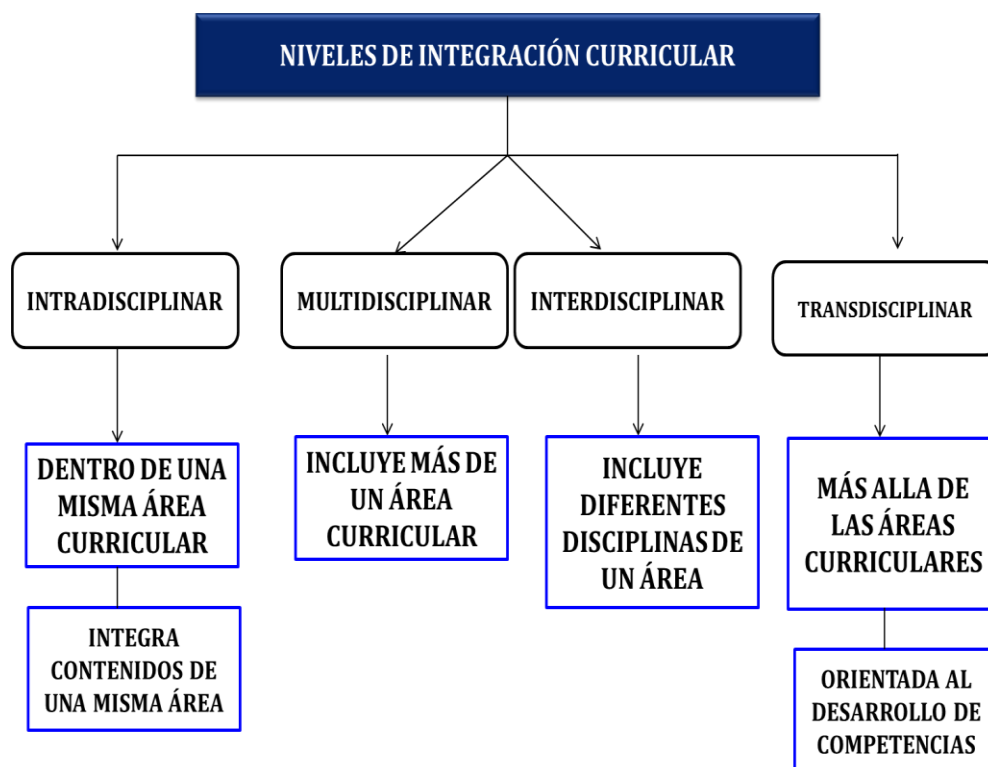 NIVELES DE INTEGRACIÓN CURRICULAR
INTRADISCIPLINAR
MULTIDISCIPLINAR
INTERDISCIPLINAR
TRANSDISCIPLINAR
DENTRO DE UNA
MISMA ÁREA
CURRICULAR
INCLUYE MÁS DE
UN ÁREA
CURRICULAR
INCLUYE
DIFERENTES
DISCIPLINAS DE
UN ÁREA
MÁS ALLA DE
LAS ÁREAS
CURRICULARES
INTEGRA
CONTENIDOS DE
UNA MISMA ÁREA
ORIENTADA AL
DESARROLLO DE
COMPETENCIAS